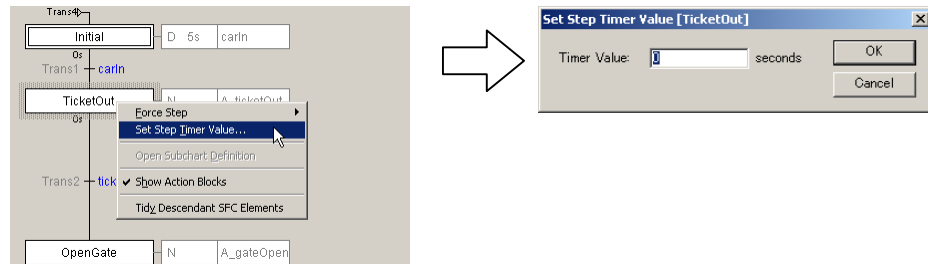 Trans4
Initial D 5s carIn
0s
Trans1 carIn
TicketOut N A_ticketOut
0s
Force Step
Set Step Timer Value...
Open Subchart Definition
Trans2 tick Show Action Blocks
Tidy Descendant SFC Elements
OpenGate N A_gateOpen
Set Step Timer Value [TicketOut]
Timer Value: 0 seconds OK
Cancel